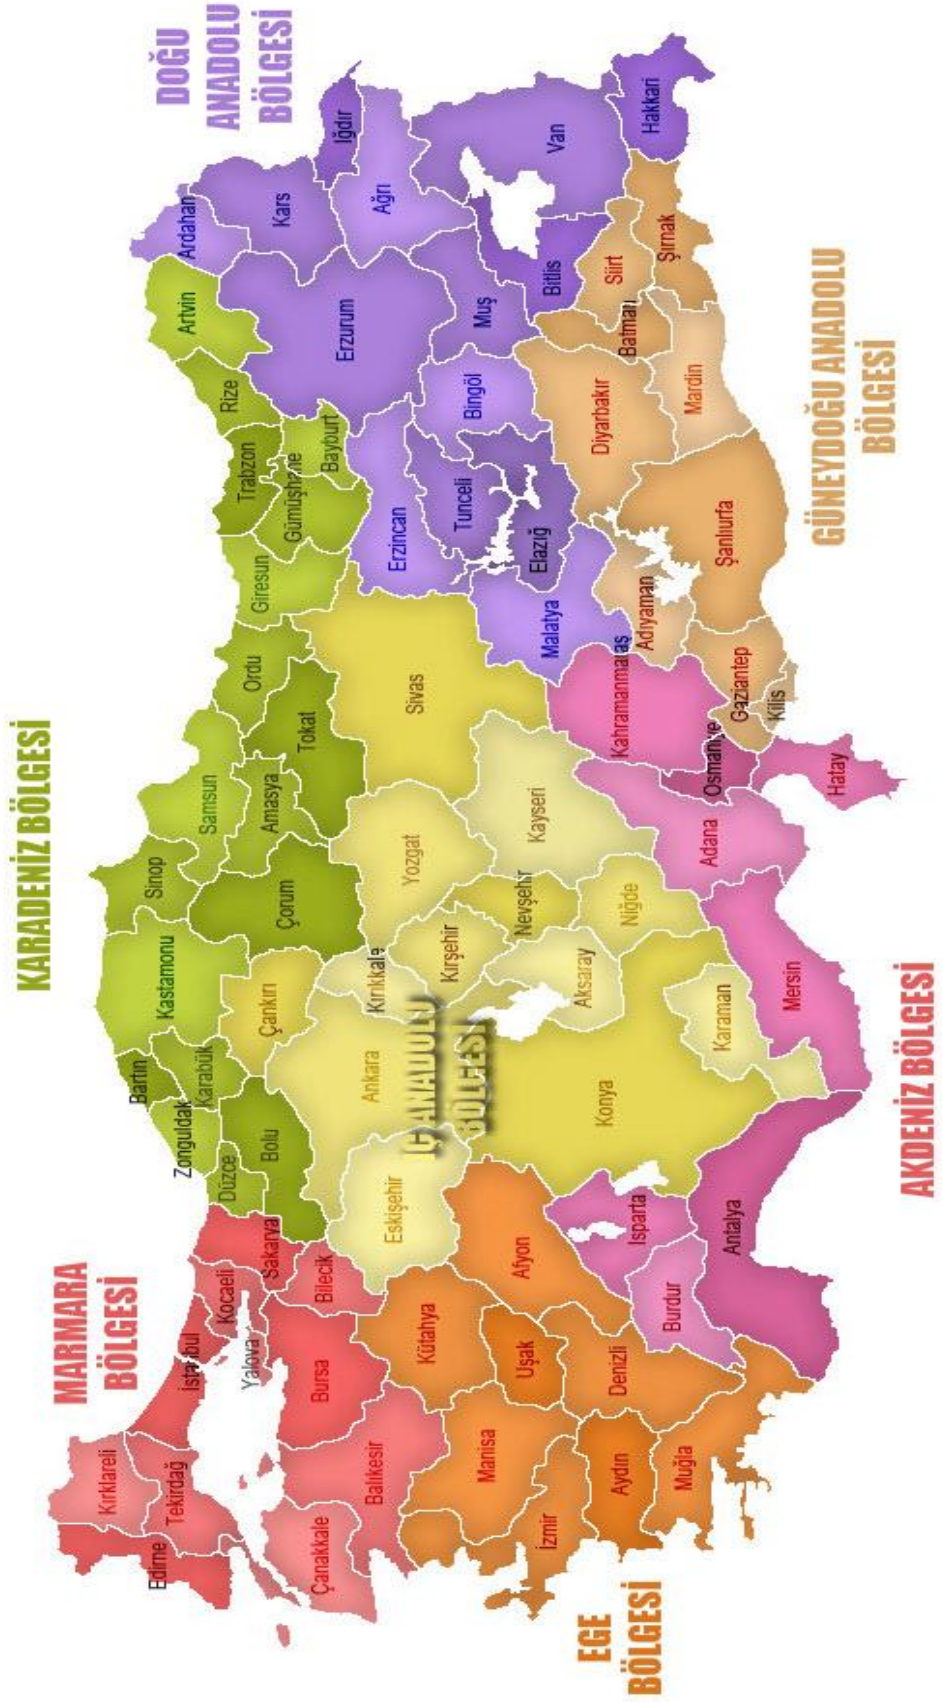 KARADENİZ BÖLGESİ
MARMARA
BÖLGESİ
DOĞU
ANADOLU
BÖLGESİ
Kırklareli
Edirne
Tekirdağ
İstanbul
Kocaeli
Yalova
Sakarya
Bilecik
Bursa
Balıkesir
Çanakkale
Zonguldak
Bartın
Karabük
Düzce
Bolu
Kastamonu
Sinop
Çorum
Samsun
Amasya
Tokat
Ordu
Giresun
Trabzon
Gümüşhane
Bayburt
Rize
Artvin
Ardahan
Kars
Iğdır
Ağrı
Erzurum
Erzincan
Tunceli
Bingöl
Muş
Elazığ
Malatya
Bitlis
Van
Hakkari
Çankırı
Ankara
Kırıkkale
Kırşehir
Yozgat
Sivas
Kayseri
Nevşehir
Niğde
Aksaray
Konya
Karaman
Eskişehir
İÇ ANADOLU
BÖLGESİ
Kütahya
Afyon
Uşak
Manisa
İzmir
Aydın
Denizli
Muğla
Isparta
Burdur
Antalya
Mersin
Adana
Osmaniye
Kahramanmaraş
Hatay
Kilis
Gaziantep
Adıyaman
Şanlıurfa
Diyarbakır
Mardin
Batman
Siirt
Şırnak
EGE
BÖLGESİ
AKDENİZ BÖLGESİ
GÜNEYDOĞU ANADOLU
BÖLGESİ